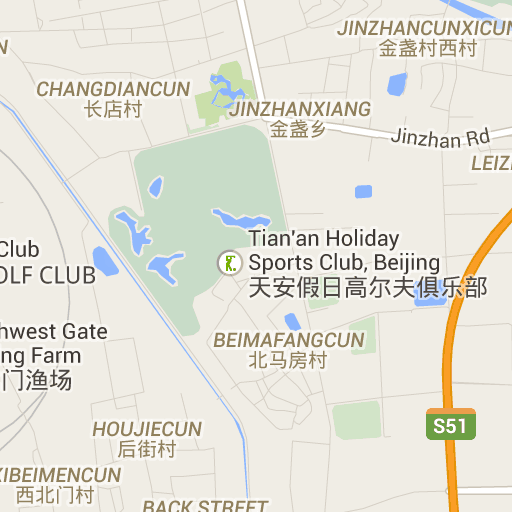 JINZHANCUNXICUN
金盏村西村
CHANGDIANCUN
长店村
JINZHANXIANG
金盏乡
Jinzhan Rd
LEIZ
Club
OLF CLUB
Tian'an Holiday
Sports Club, Beijing
天安假日高尔夫俱乐部
hwest Gate
ng Farm
门渔场
BEIMAFANGCUN
北马房村
HOUJIECUN
后街村
S51
XIBEIMENCUN
西北门村
BACK STREET